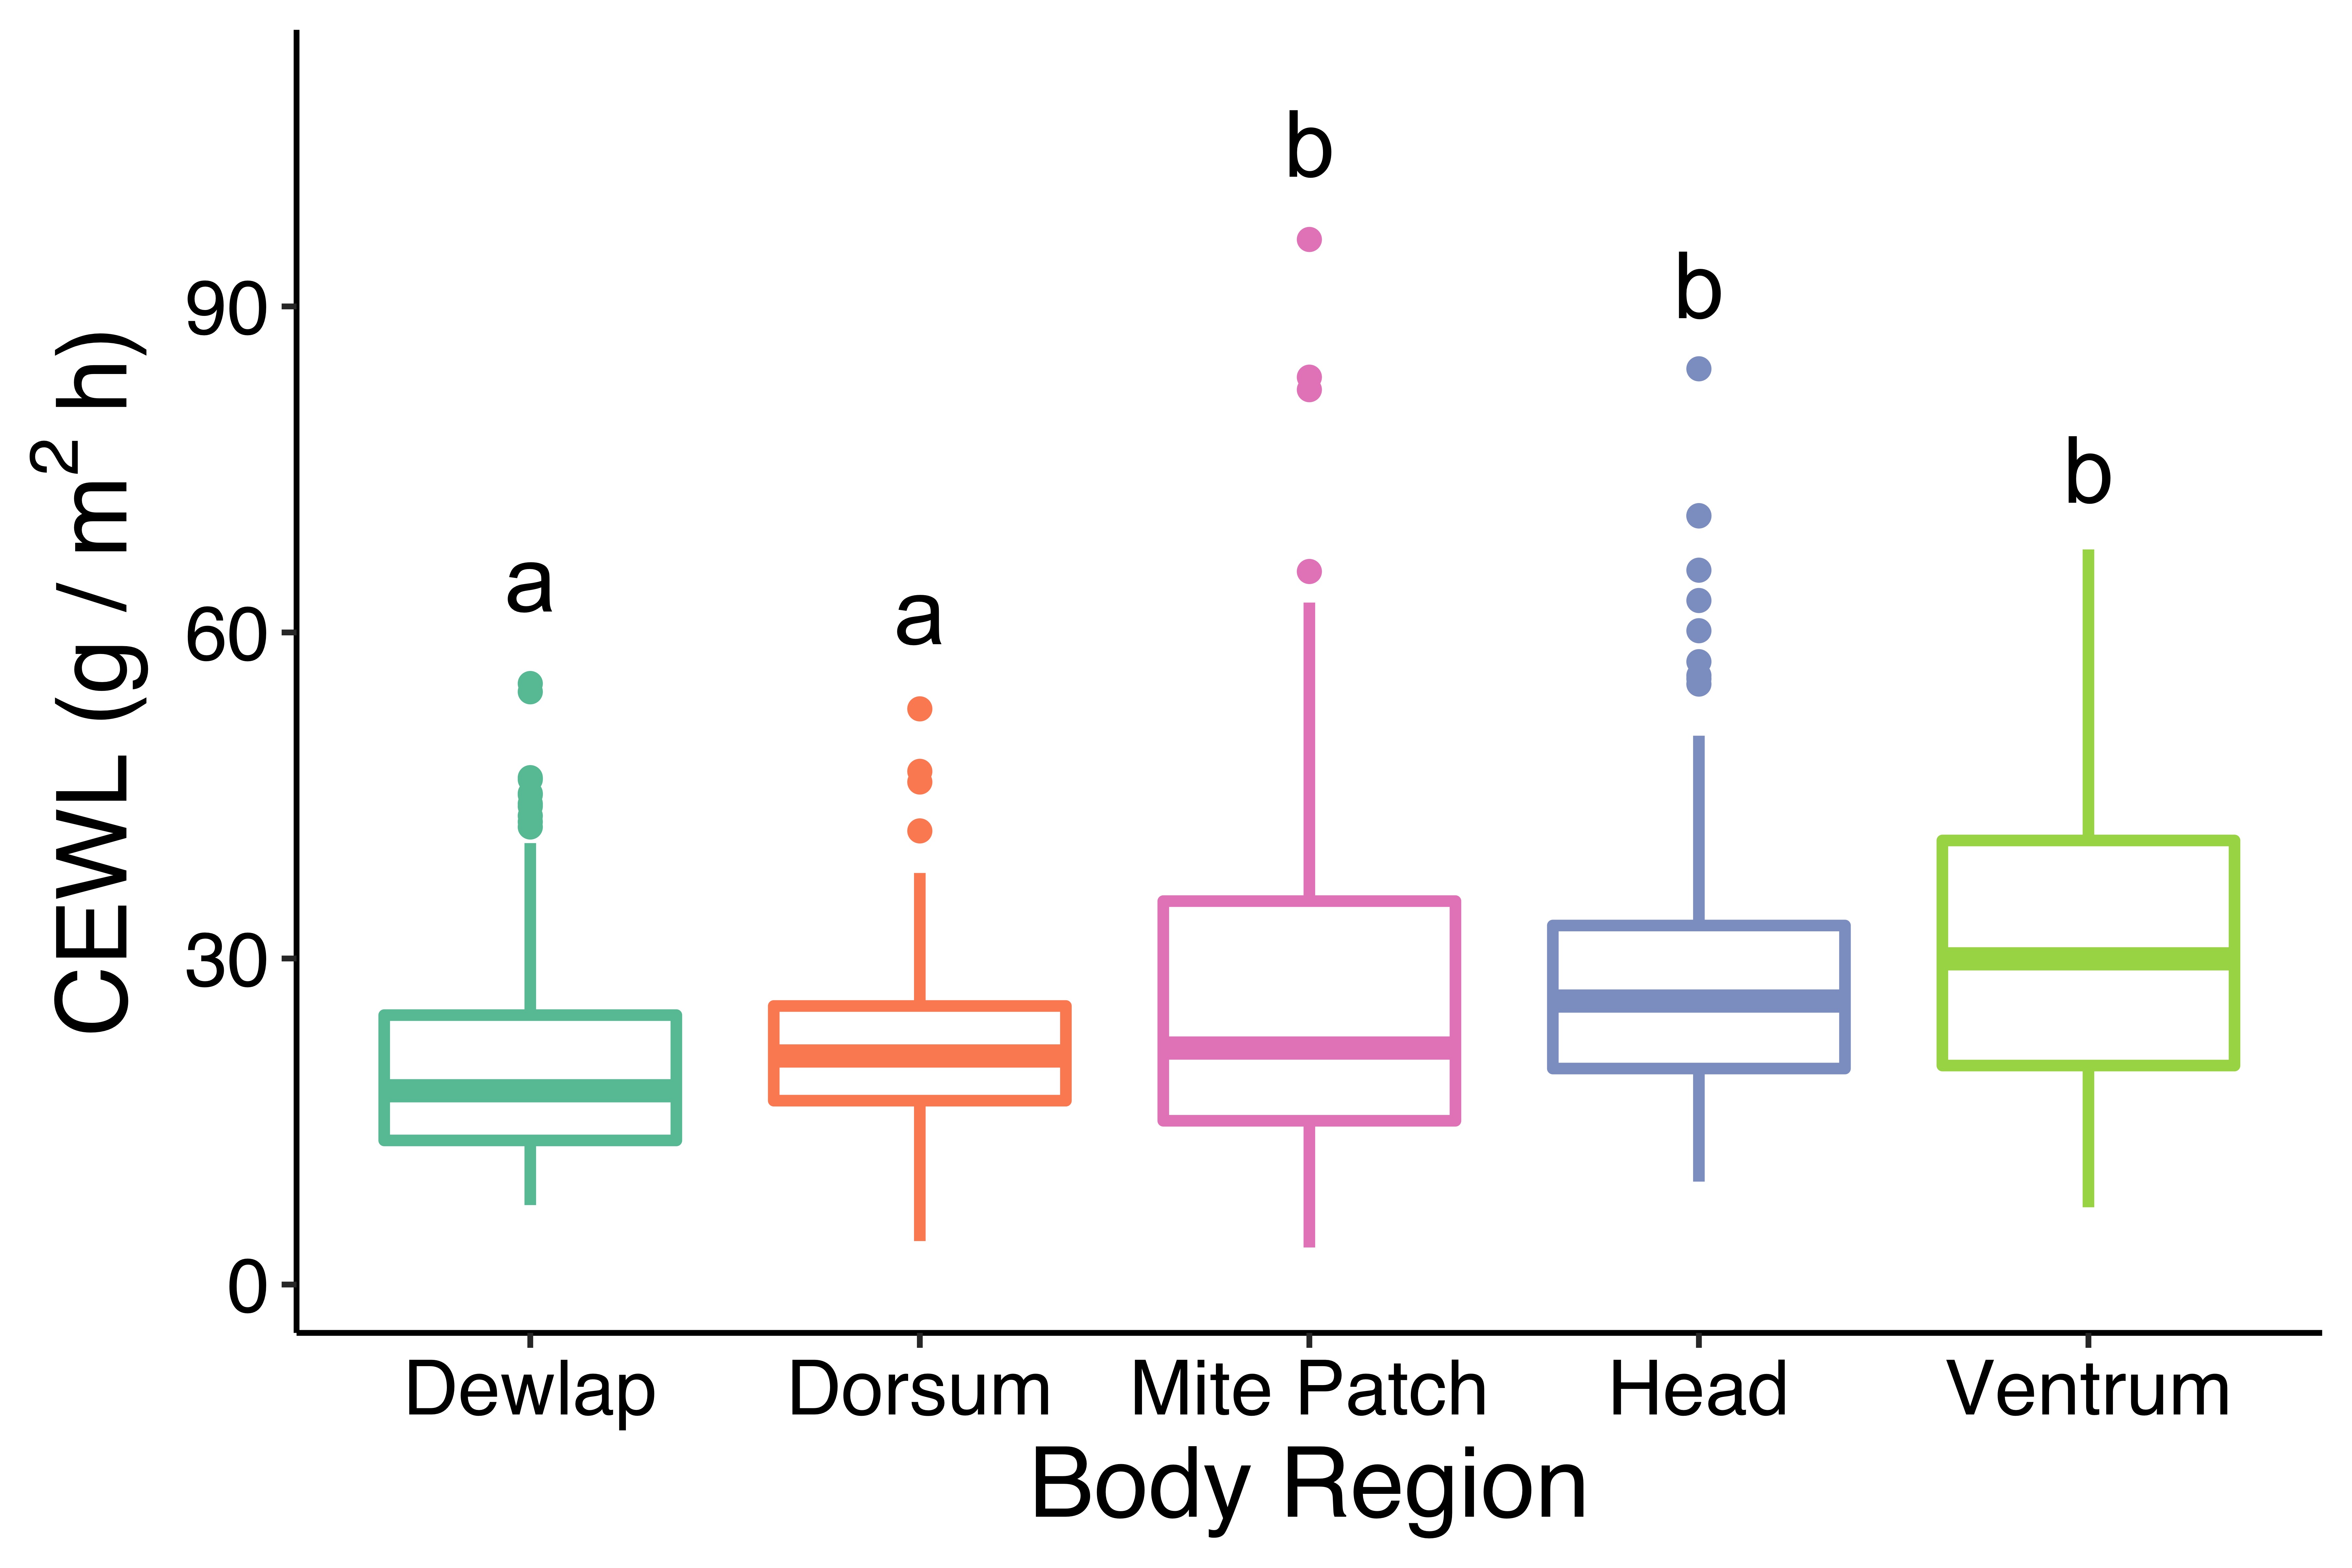 b
b
90
b
a
60
a
CEWL (g / m² h)
30
0
Dewlap Dorsum Mite Patch Head Ventrum
Body Region